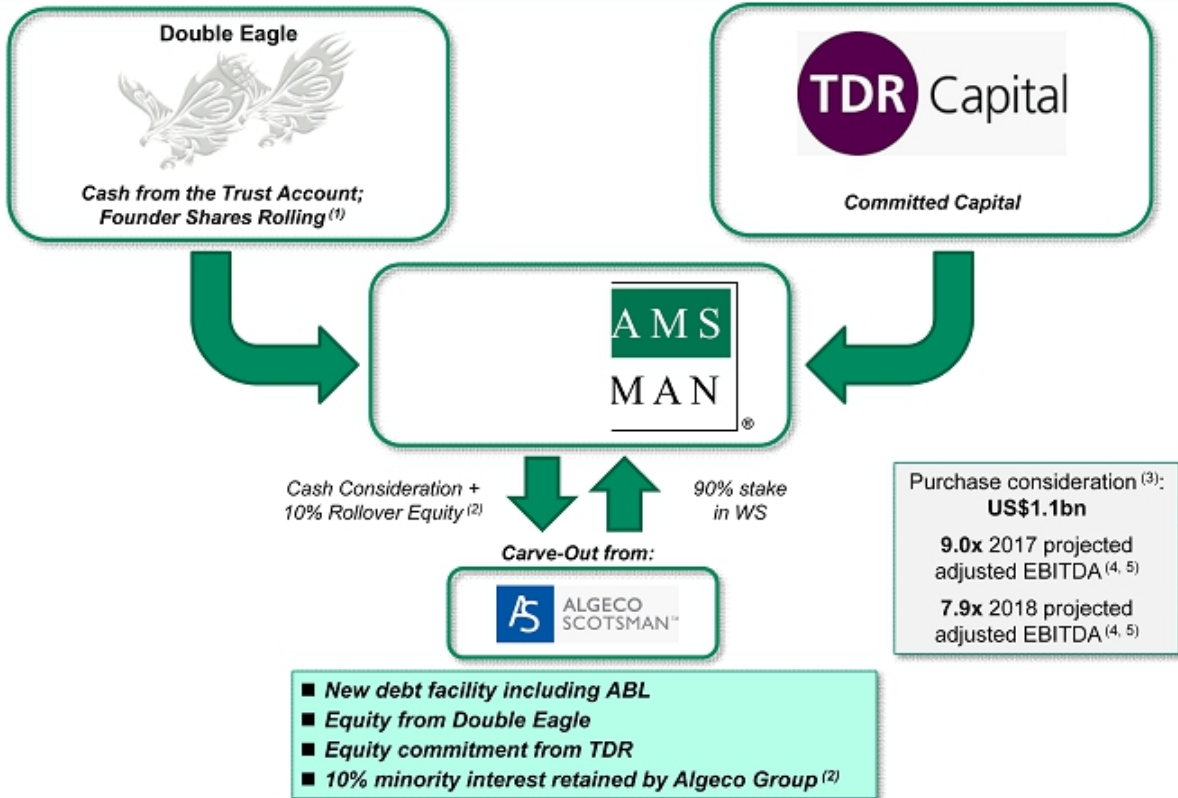 Double Eagle
Cash from the Trust Account;
Founder Shares Rolling (1)
TDR Capital
Committed Capital
AMS
MAN
®
Cash Consideration +
10% Rollover Equity (2)
90% stake
in WS
Carve-Out from:
AS ALGECO
SCOTSMAN™
Purchase consideration (3):
US$1.1bn
9.0x 2017 projected
adjusted EBITDA (4, 5)
7.9x 2018 projected
adjusted EBITDA (4, 5)
■ New debt facility including ABL
■ Equity from Double Eagle
■ Equity commitment from TDR
■ 10% minority interest retained by Algeco Group (2)